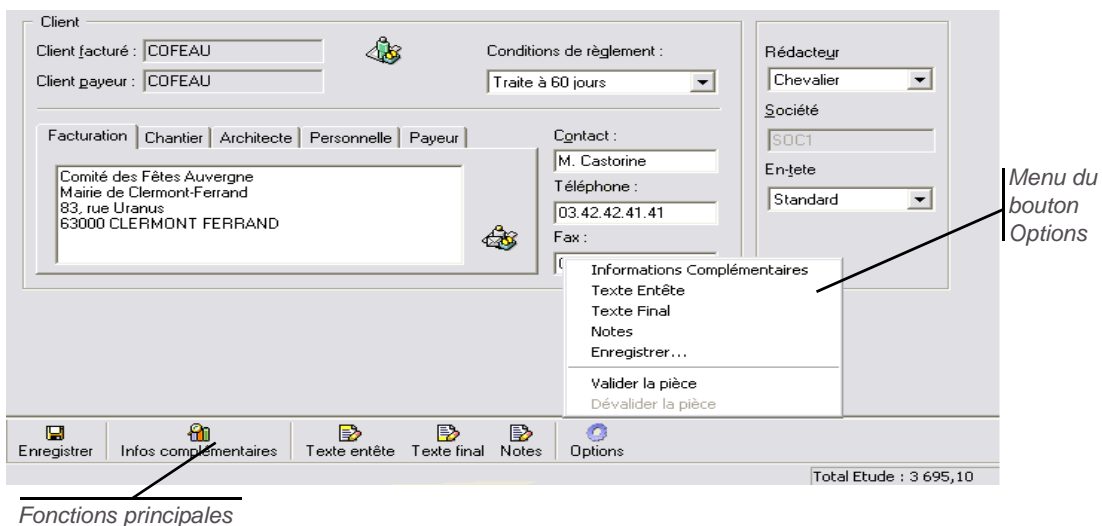 Client
Client facturé : COFEAU
Client payeur : COFEAU
Conditions de règlement :
Traite à 60 jours
Rédacteur
Chevalier
Société
SOC1
En-tete
Standard
Facturation Chantier Architecte Personnelle Payeur
Comité des Fêtes Auvergne
Mairie de Clermont-Ferrand
83, rue Uranus
63000 CLERMONT FERRAND
Contact :
M. Castorine
Téléphone :
03.42.42.41.41
Fax :
Informations Complémentaires
Texte Entête
Texte Final
Notes
Enregistrer...
Valider la pièce
Dévalider la pièce
Menu du
bouton
Options
Enregistrer Infos complémentaires Texte entête Texte final Notes Options
Total Etude : 3 695,10
Fonctions principales